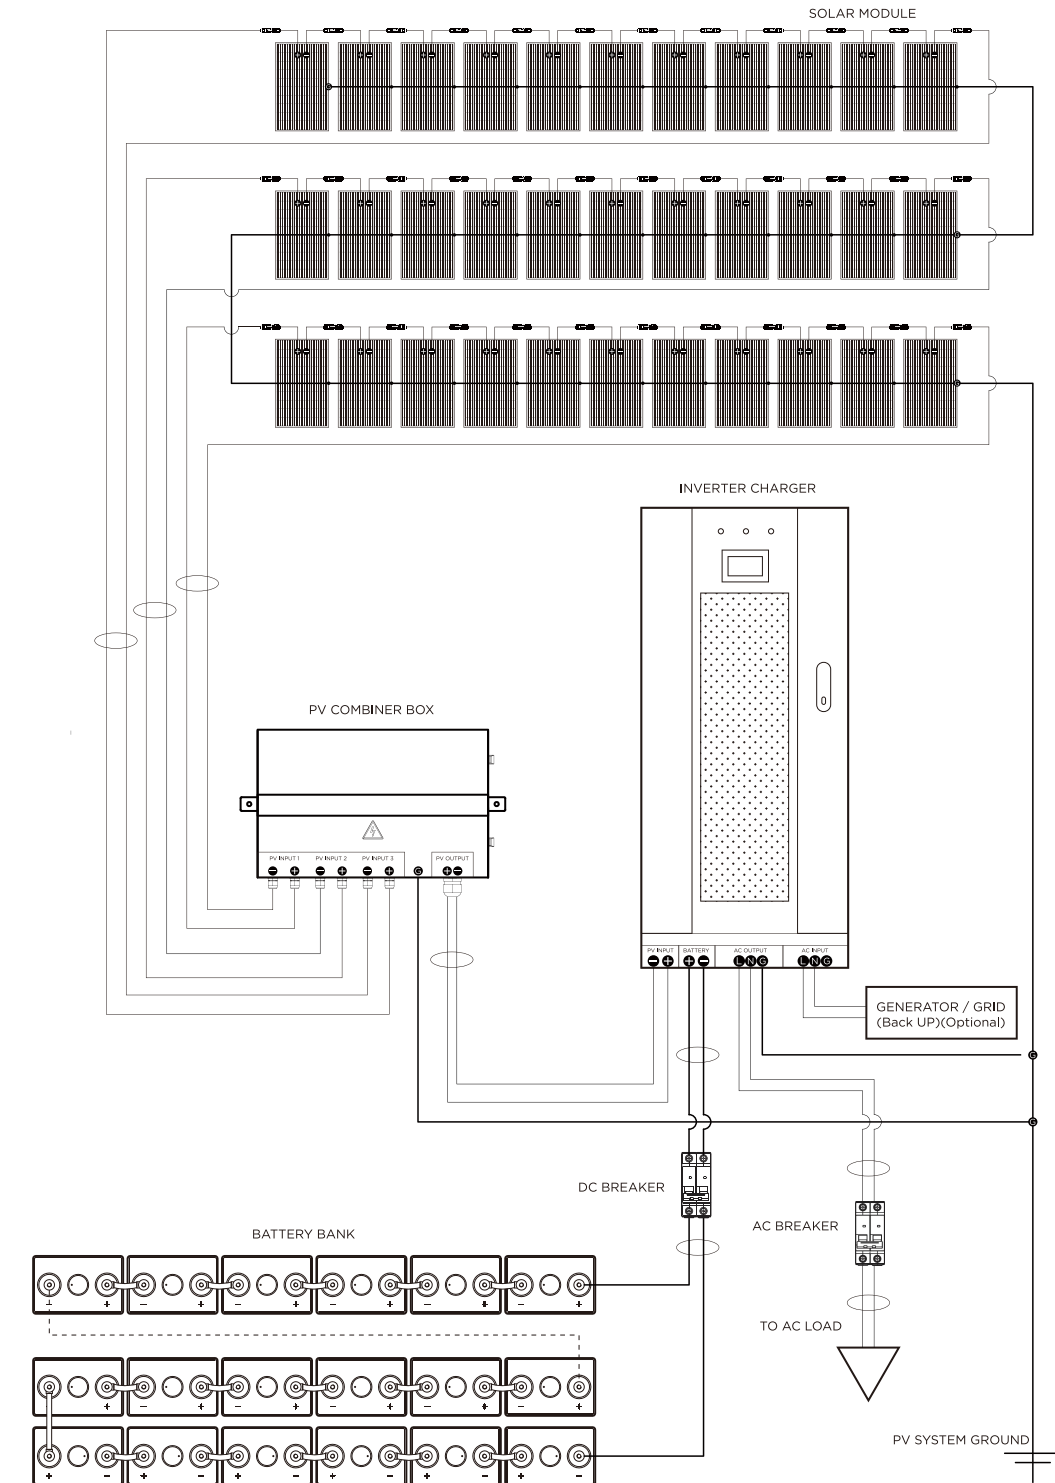 SOLAR MODULE
INVERTER CHARGER
PV COMBINER BOX
PV INPUT 1 PV INPUT 2 PV INPUT 3 PV OUTPUT
G
PV INPUT BATTERY AC OUTPUT AC INPUT
L N G L N G
GENERATOR / GRID
(Back UP)(Optional)
G
G
DC BREAKER
AC BREAKER
BATTERY BANK
TO AC LOAD
PV SYSTEM GROUND